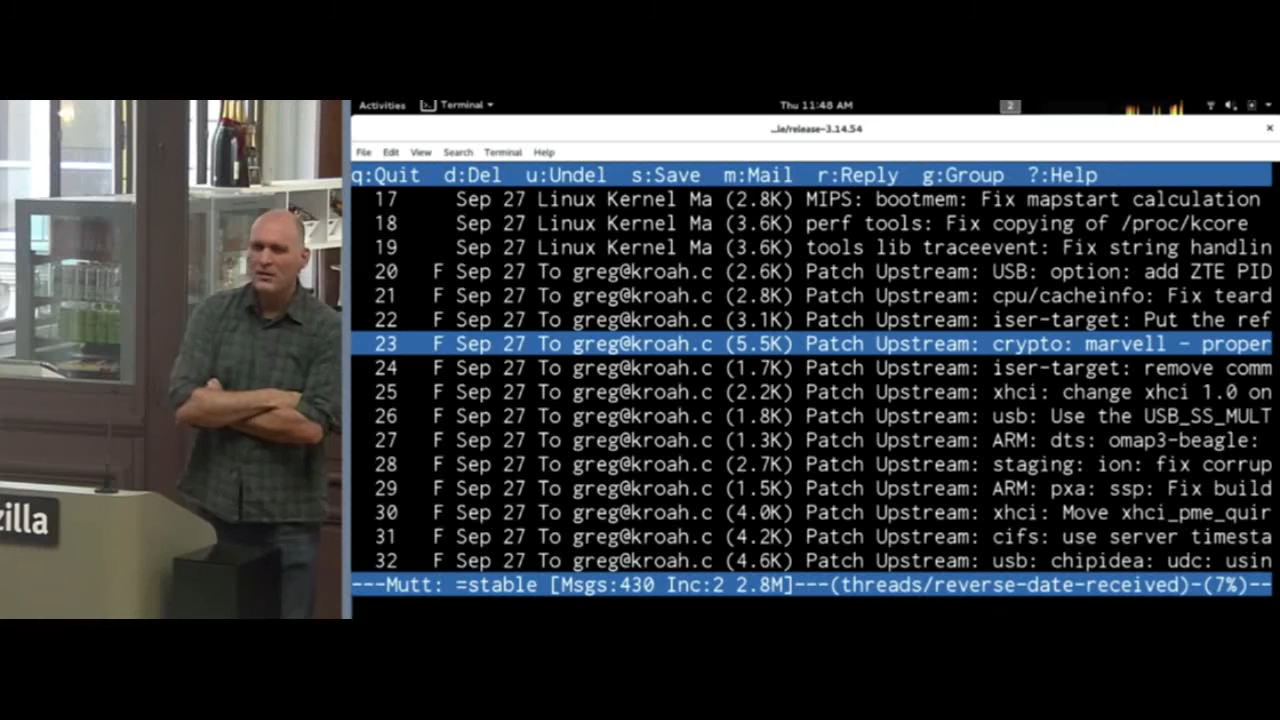 Activities Terminal Thu 11:48 AM 2
…ie/release-3.14.54 ×
File Edit View Search Terminal Help
q:Quit d:Del u:Undel s:Save m:Mail r:Reply g:Group ?:Help
17 Sep 27 Linux Kernel Ma (2.8K) MIPS: bootmem: Fix mapstart calculation
18 Sep 27 Linux Kernel Ma (3.6K) perf tools: Fix copying of /proc/kcore
19 Sep 27 Linux Kernel Ma (3.6K) tools lib traceevent: Fix string handlin
20 F Sep 27 To greg@kroah.c (2.6K) Patch Upstream: USB: option: add ZTE PID
21 F Sep 27 To greg@kroah.c (2.8K) Patch Upstream: cpu/cacheinfo: Fix teard
22 F Sep 27 To greg@kroah.c (3.1K) Patch Upstream: iser-target: Put the ref
23 F Sep 27 To greg@kroah.c (5.5K) Patch Upstream: crypto: marvell - proper
24 F Sep 27 To greg@kroah.c (1.7K) Patch Upstream: iser-target: remove comm
25 F Sep 27 To greg@kroah.c (2.2K) Patch Upstream: xhci: change xhci 1.0 on
26 F Sep 27 To greg@kroah.c (1.8K) Patch Upstream: usb: Use the USB_SS_MULT
27 F Sep 27 To greg@kroah.c (1.3K) Patch Upstream: ARM: dts: omap3-beagle:
28 F Sep 27 To greg@kroah.c (2.7K) Patch Upstream: staging: ion: fix corrup
29 F Sep 27 To greg@kroah.c (1.5K) Patch Upstream: ARM: pxa: ssp: Fix build
30 F Sep 27 To greg@kroah.c (4.0K) Patch Upstream: xhci: Move xhci_pme_quir
31 F Sep 27 To greg@kroah.c (4.2K) Patch Upstream: cifs: use server timesta
32 F Sep 27 To greg@kroah.c (4.6K) Patch Upstream: usb: chipidea: udc: usin
---Mutt: =stable [Msgs:430 Inc:2 2.8M]---(threads/reverse-date-received)-(7%)--
zilla